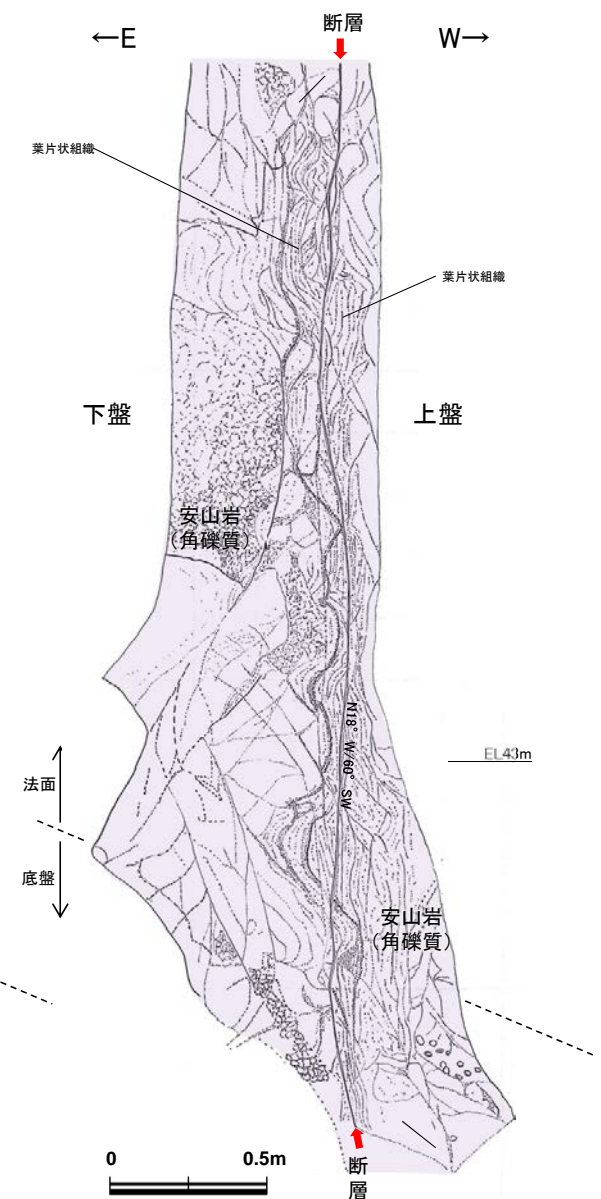 断層
←E
W→
葉片状組織
葉片状組織
下盤
上盤
安山岩
(角礫質)
N18°W/60°SW
EL43m
法面
底盤
安山岩
(角礫質)
0
0.5m
断
層